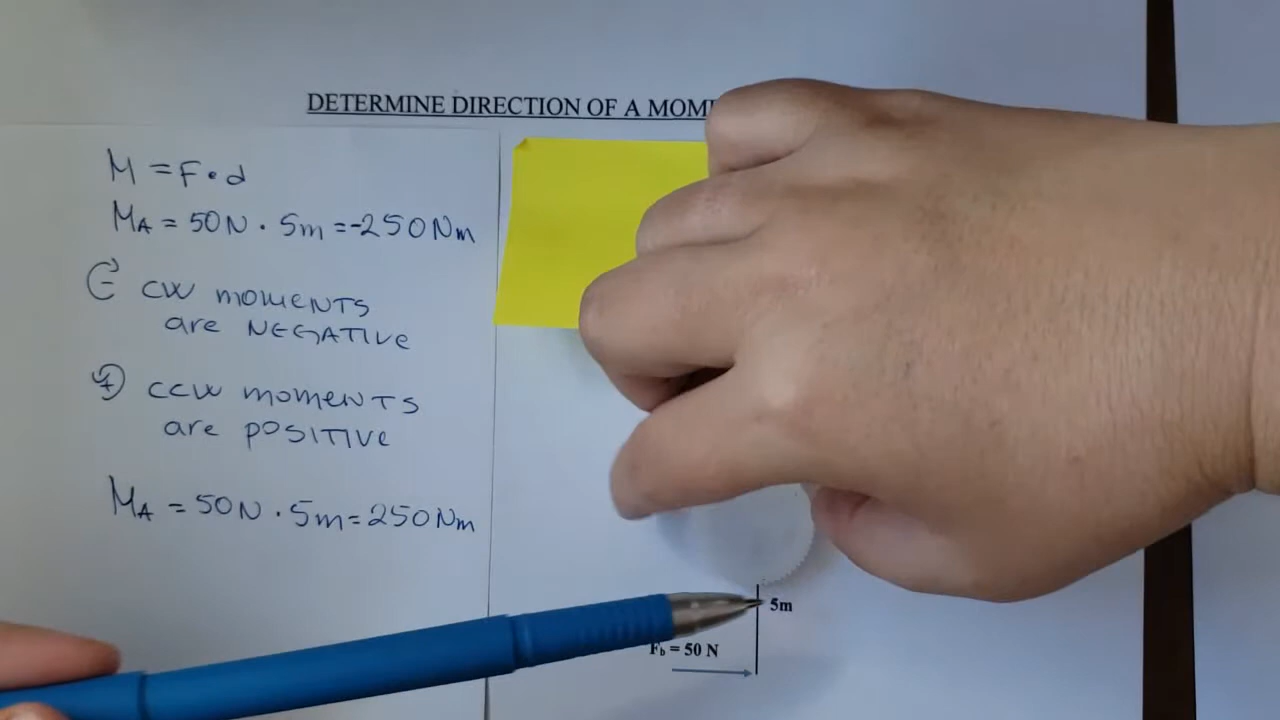 DETERMINE DIRECTION OF A
M = F • d
MA = 50N . 5m = -250Nm
- CW MOMENTS
are NEGATIVE
+ CCW MOMENTS
are POSITIVE
MA = 50N . 5m = 250Nm
5m
Fb = 50 N